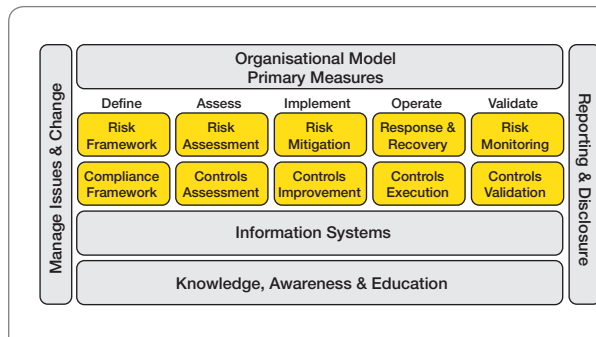 Manage Issues & Change
Organisational Model
Primary Measures
Define
Assess
Implement
Operate
Validate
Risk
Framework
Risk
Assessment
Risk
Mitigation
Response &
Recovery
Risk
Monitoring
Compliance
Framework
Controls
Assessment
Controls
Improvement
Controls
Execution
Controls
Validation
Information Systems
Knowledge, Awareness & Education
Reporting & Disclosure